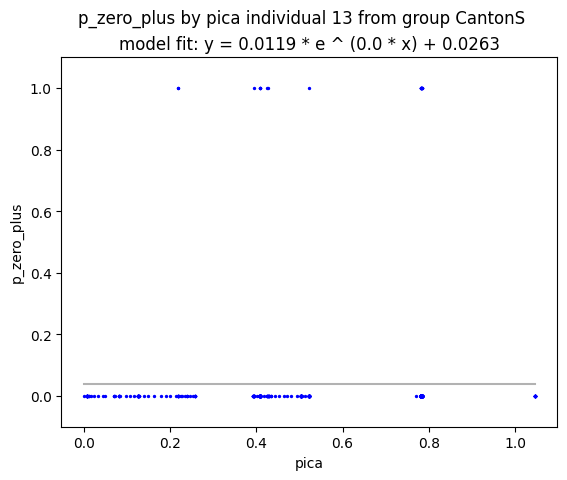 p_zero_plus by pica individual 13 from group CantonS
model fit: y = 0.0119 * e ^ (0.0 * x) + 0.0263
1.0
0.8
0.6
0.4
0.2
0.0
p_zero_plus
0.0 0.2 0.4 0.6 0.8 1.0
pica